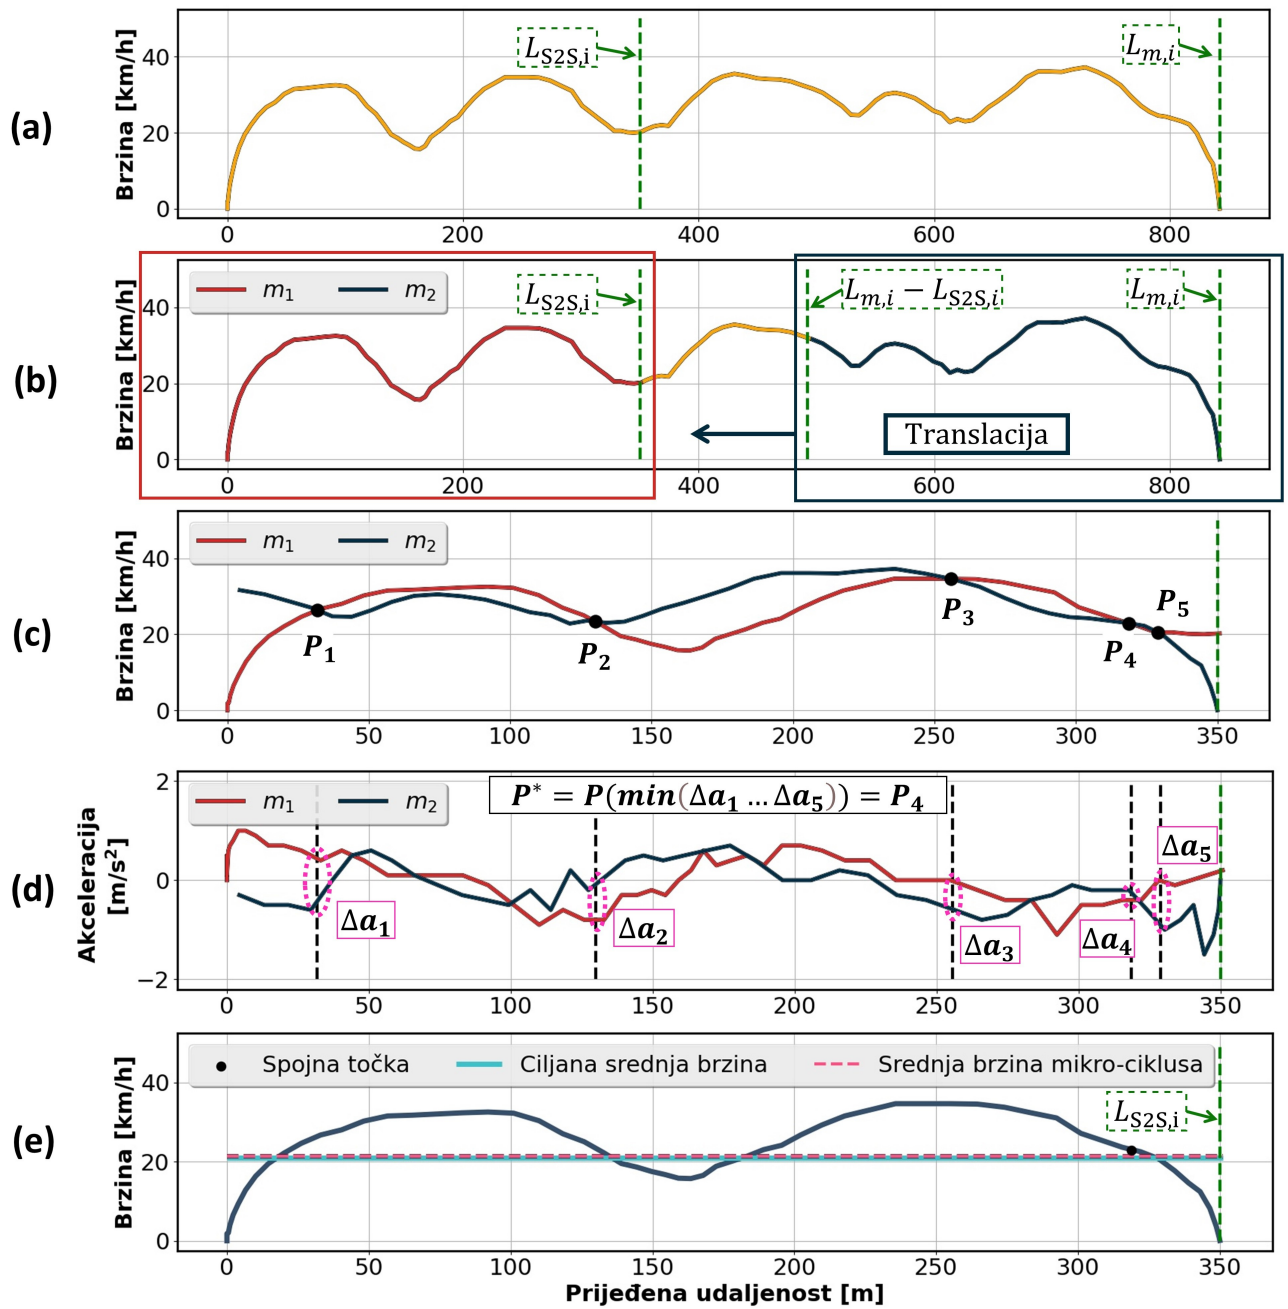 (a)
Brzina [km/h]
40
20
0
L_S2S,i
L_m,i
0 200 400 600 800
(b)
Brzina [km/h]
40
20
0
m_1 m_2
L_S2S,i
L_m,i − L_S2S,i
L_m,i
Translacija
0 200 400 600 800
(c)
Brzina [km/h]
40
20
0
m_1 m_2
P_1
P_2
P_3
P_4
P_5
0 50 100 150 200 250 300 350
(d)
Akceleracija
[m/s²]
2
0
−2
m_1 m_2
P* = P(min(Δa_1 … Δa_5)) = P_4
Δa_1
Δa_2
Δa_3
Δa_4
Δa_5
0 50 100 150 200 250 300 350
(e)
Brzina [km/h]
40
20
0
Spojna točka Ciljana srednja brzina Srednja brzina mikro-ciklusa
L_S2S,i
0 50 100 150 200 250 300 350
Prijeđena udaljenost [m]